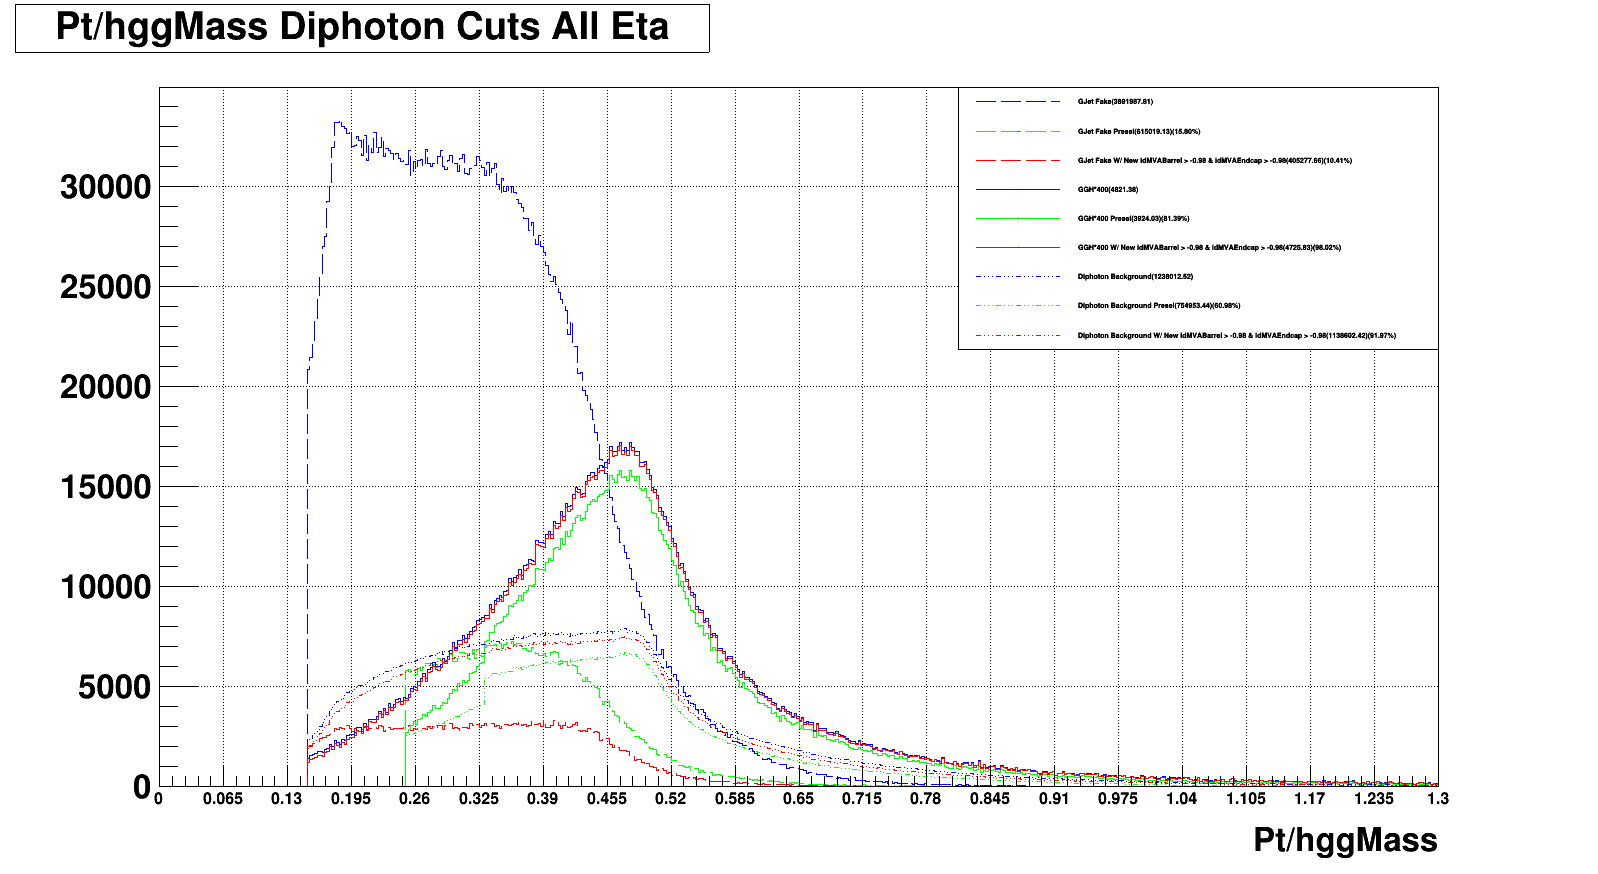 Pt/hggMass Diphoton Cuts All Eta
GJet Fake(3891987.81)
GJet Fake Presel(615019.13)(15.80%)
GJet Fake W/ New IdMVABarrel > -0.98 & IdMVAEndcap > -0.98(405277.66)(10.41%)
GGH*400(4821.38)
GGH*400 Presel(3924.03)(81.39%)
GGH*400 W/ New IdMVABarrel > -0.98 & IdMVAEndcap > -0.98(4725.83)(98.02%)
Diphoton Background(1238012.52)
Diphoton Background Presel(754953.44)(60.98%)
Diphoton Background W/ New IdMVABarrel > -0.98 & IdMVAEndcap > -0.98(1138602.42)(91.97%)
30000
25000
20000
15000
10000
5000
0
0 0.065 0.13 0.195 0.26 0.325 0.39 0.455 0.52 0.585 0.65 0.715 0.78 0.845 0.91 0.975 1.04 1.105 1.17 1.235 1.3
Pt/hggMass